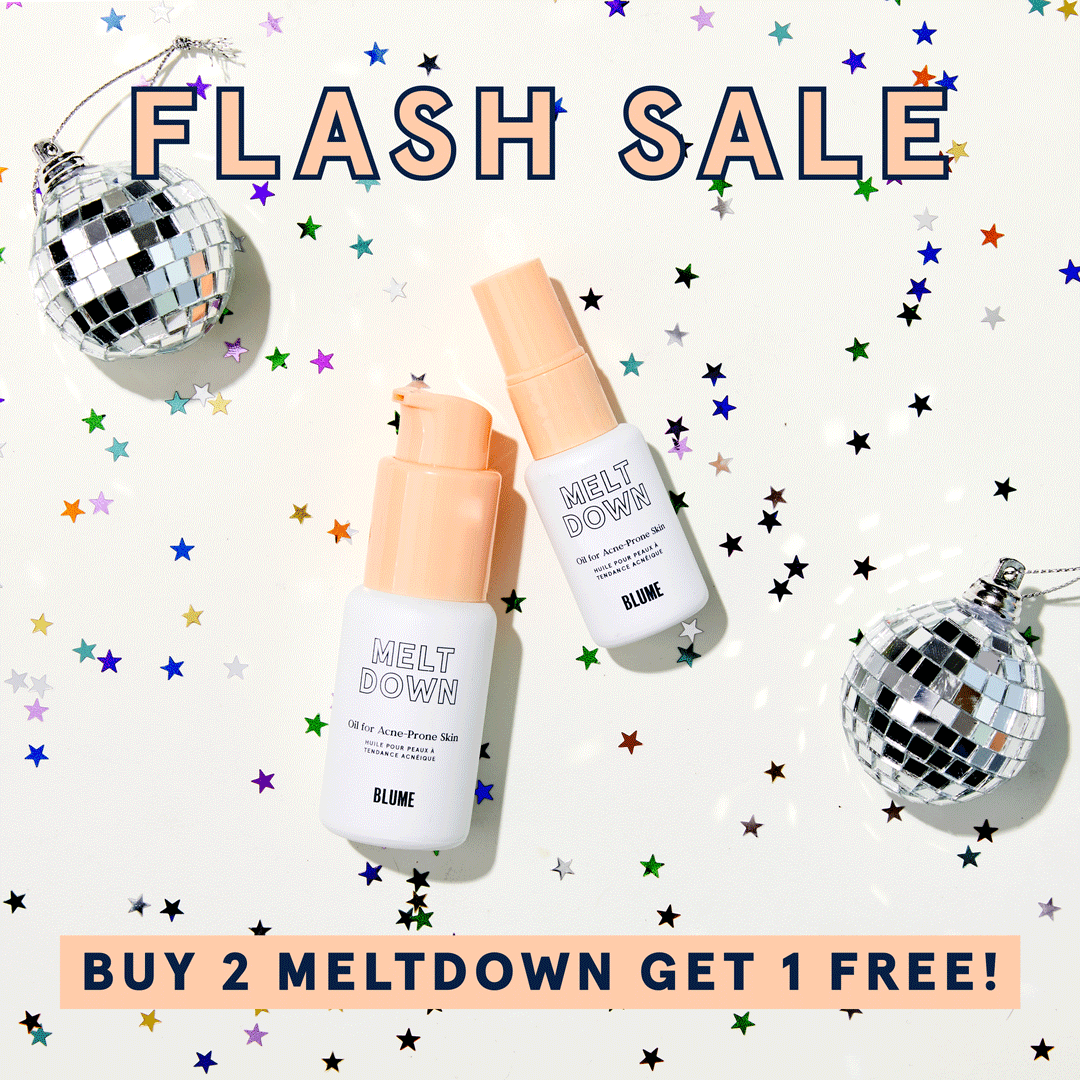 FLASH SALE
MELT
DOWN
Oil for Acne-Prone Skin
HUILE POUR PEAUX À
TENDANCE ACNÉIQUE
BLUME
MELT
DOWN
Oil for Acne-Prone Skin
HUILE POUR PEAUX À
TENDANCE ACNÉIQUE
BLUME
BUY 2 MELTDOWN GET 1 FREE!